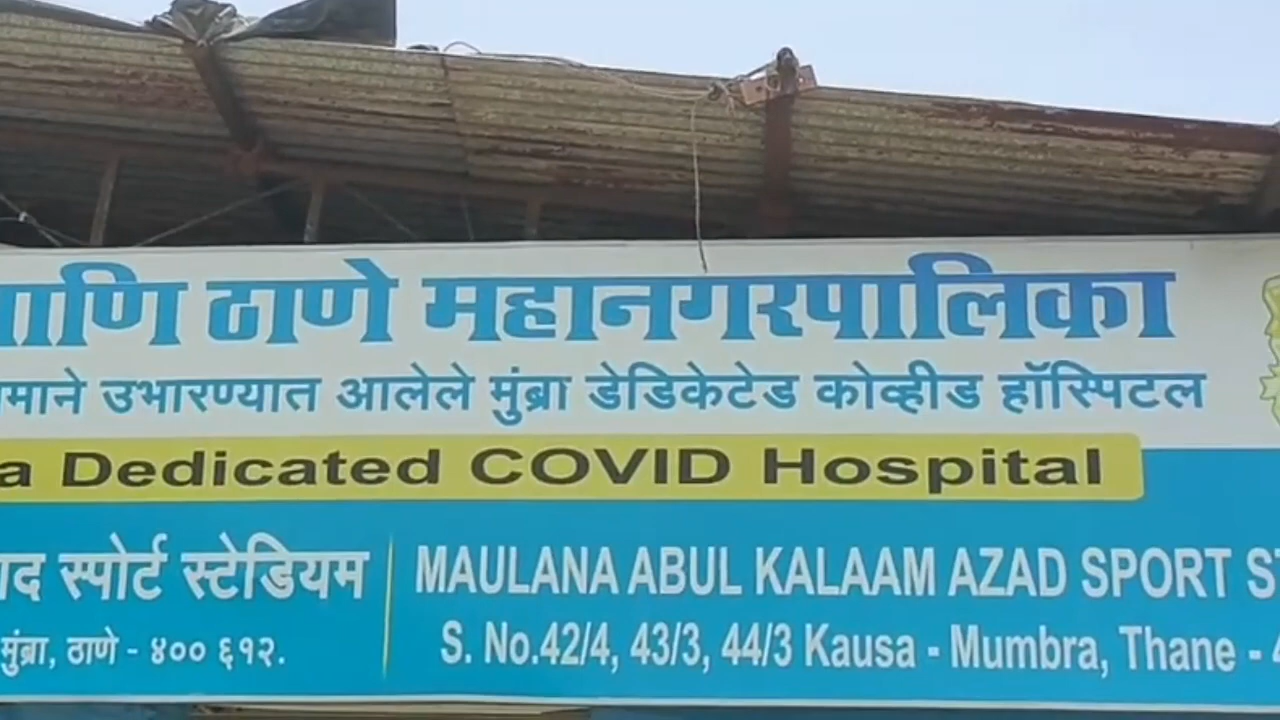 आणि ठाणे महानगरपालिका
उभारण्यात आलेले मुंब्रा डेडिकेटेड कोव्हीड हॉस्पिटल
a Dedicated COVID Hospital
स्पोर्ट स्टेडियम
मुंब्रा, ठाणे - ४०० ६१२.
MAULANA ABUL KALAAM AZAD SPORT
S. No.42/4, 43/3, 44/3 Kausa - Mumbra, Thane -